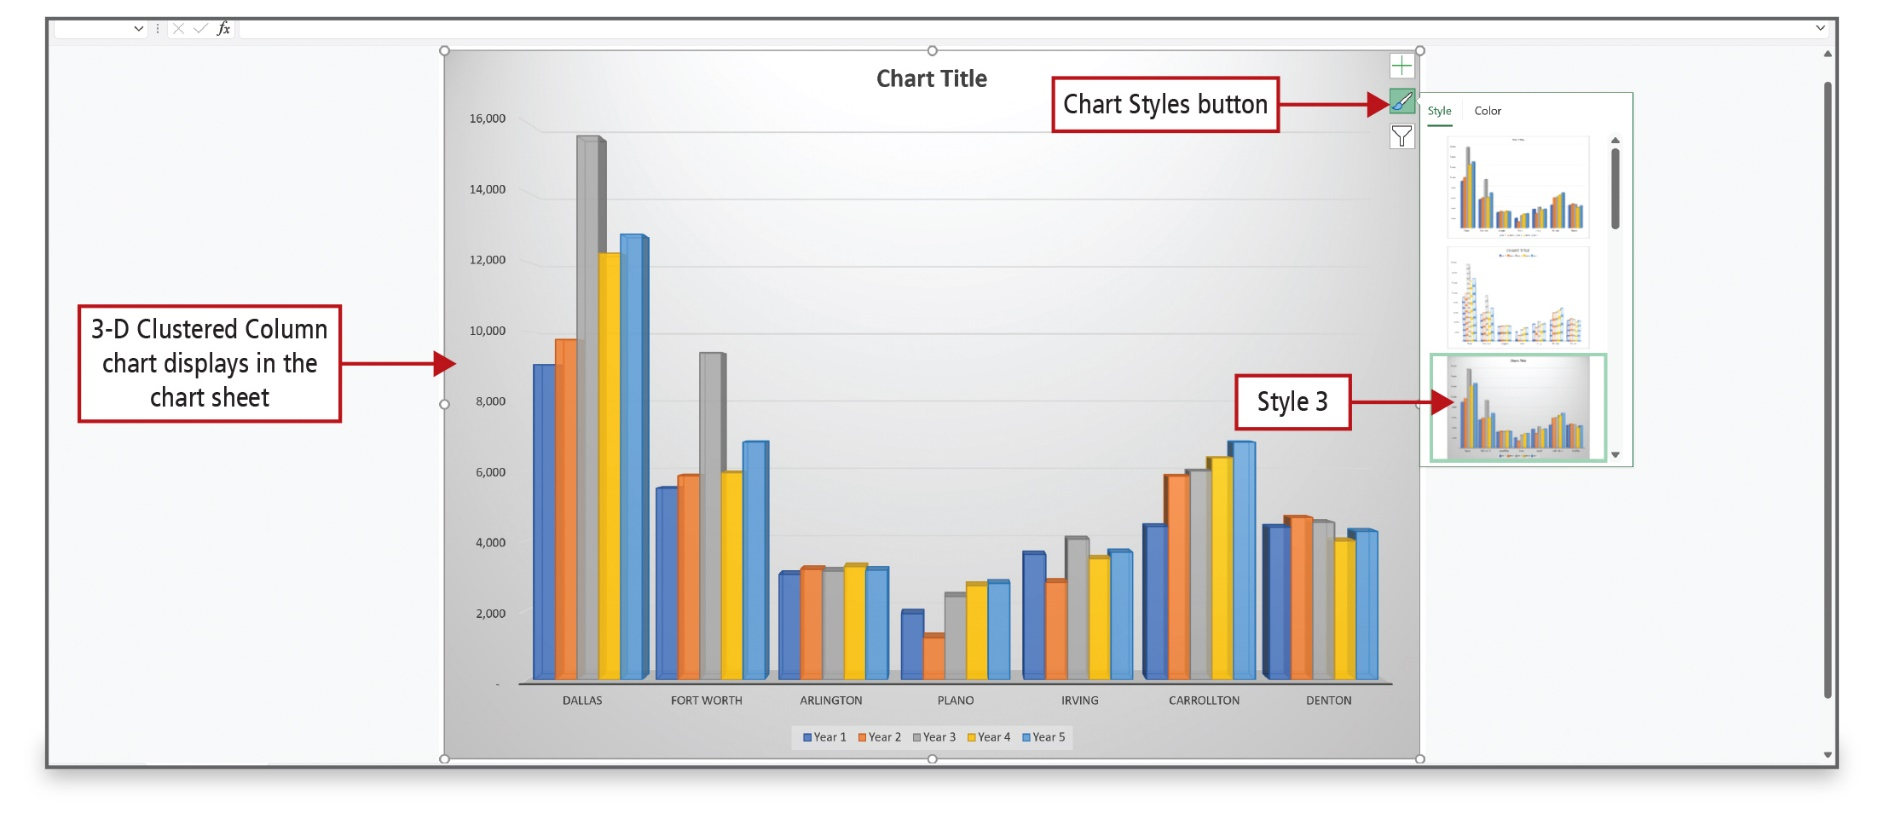 fx
Chart Title
Chart Styles button
Style
Color
16,000
14,000
12,000
10,000
8,000
6,000
4,000
2,000
-
3-D Clustered Column
chart displays in the
chart sheet
Style 3
DALLAS
FORT WORTH
ARLINGTON
PLANO
IRVING
CARROLLTON
DENTON
Year 1
Year 2
Year 3
Year 4
Year 5